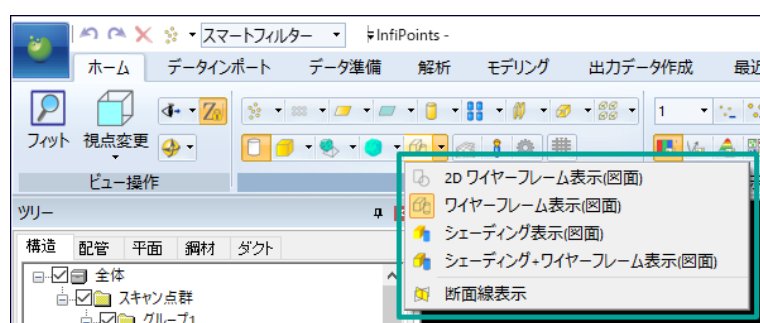 スマートフィルター
InfiPoints -
ホーム データインポート データ準備 解析 モデリング 出力データ作成 最近
フィット 視点変更 1
ビュー操作
2D ワイヤーフレーム表示(図面)
ワイヤーフレーム表示(図面)
シェーディング表示(図面)
シェーディング+ワイヤーフレーム表示(図面)
断面線表示
ツリー
構造 配管 平面 鋼材 ダクト
全体
スキャン点群
グループ1